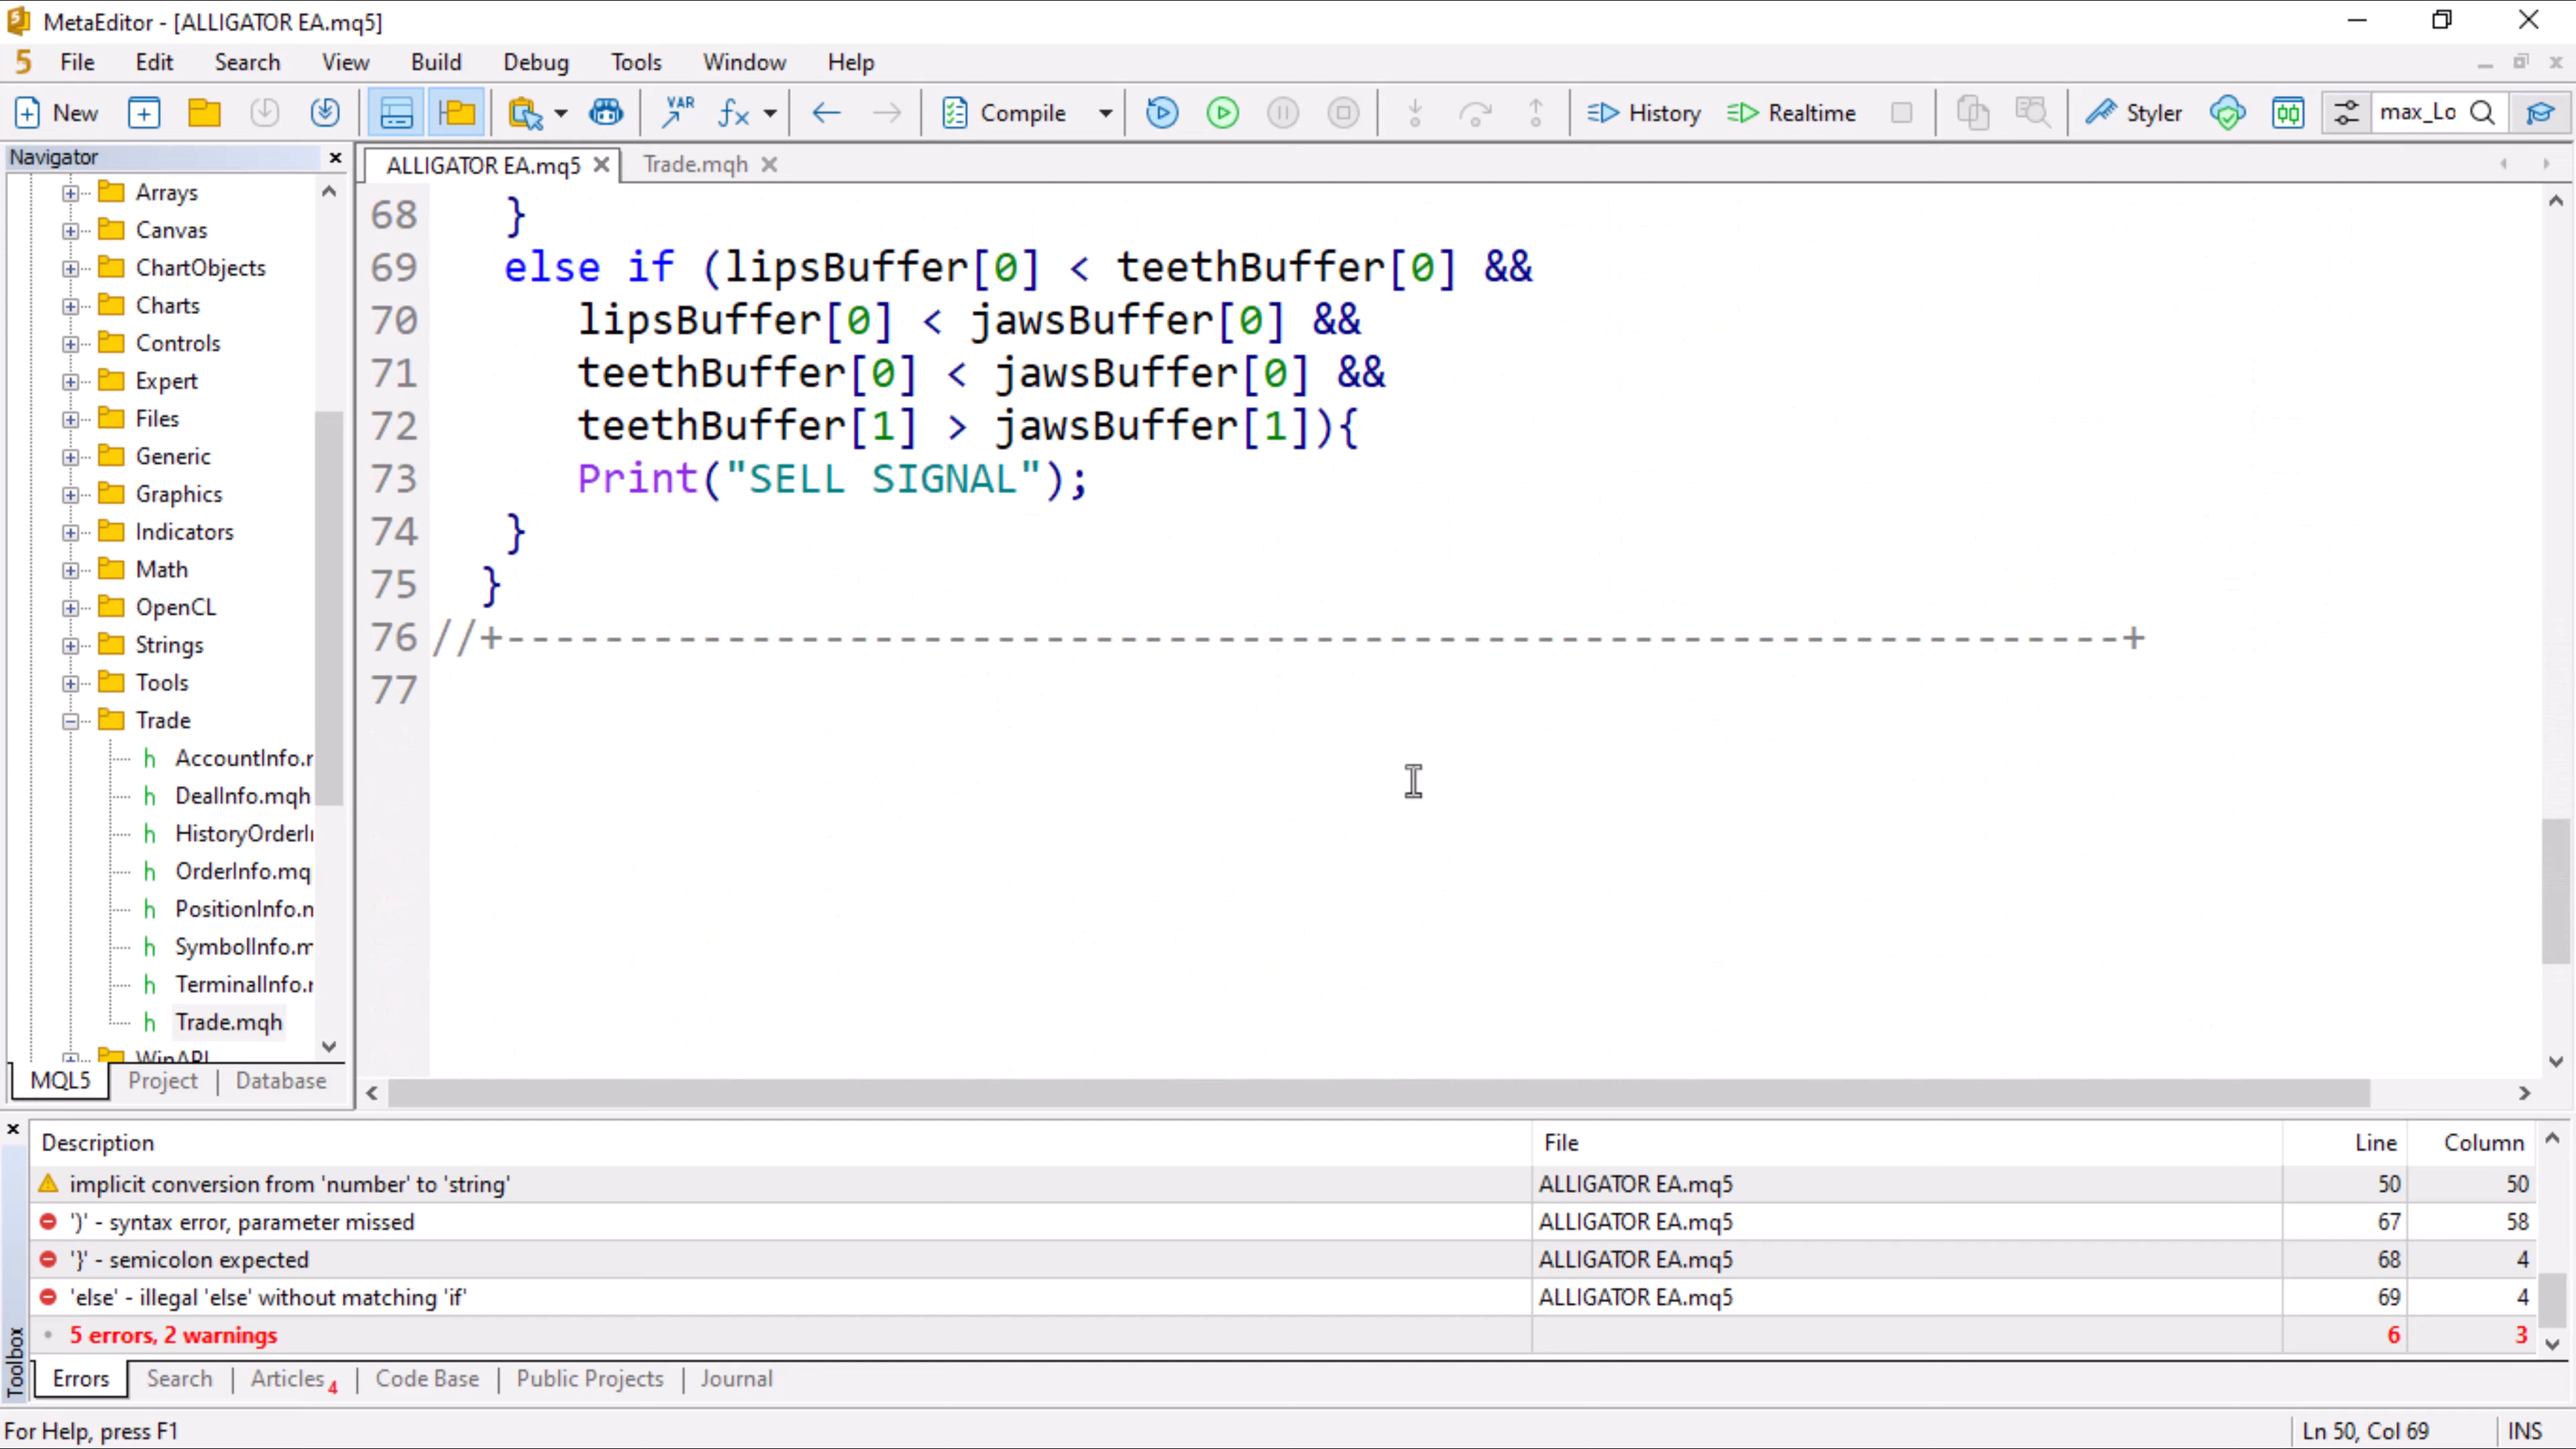 MetaEditor - [ALLIGATOR EA.mq5]
5 File Edit Search View Build Debug Tools Window Help
New VAR fx Compile History Realtime Styler max_Lo
Navigator
ALLIGATOR EA.mq5 Trade.mqh
Arrays
Canvas
ChartObjects
Charts
Controls
Expert
Files
Generic
Graphics
Indicators
Math
OpenCL
Strings
Tools
Trade
h AccountInfo.r
h DealInfo.mqh
h HistoryOrderI
h OrderInfo.mq
h PositionInfo.n
h SymbolInfo.m
h TerminalInfo.r
h Trade.mqh
WinAPI
MQL5 Project Database
68 }
69 else if (lipsBuffer[0] < teethBuffer[0] &&
70 lipsBuffer[0] < jawsBuffer[0] &&
71 teethBuffer[0] < jawsBuffer[0] &&
72 teethBuffer[1] > jawsBuffer[1]){
73 Print("SELL SIGNAL");
74 }
75 }
76 //+------------------------------------------------------------------+
77
Toolbox
Description File Line Column
implicit conversion from 'number' to 'string' ALLIGATOR EA.mq5 50 50
')' - syntax error, parameter missed ALLIGATOR EA.mq5 67 58
'}' - semicolon expected ALLIGATOR EA.mq5 68 4
'else' - illegal 'else' without matching 'if' ALLIGATOR EA.mq5 69 4
5 errors, 2 warnings 6 3
Errors Search Articles 4 Code Base Public Projects Journal
For Help, press F1 Ln 50, Col 69 INS